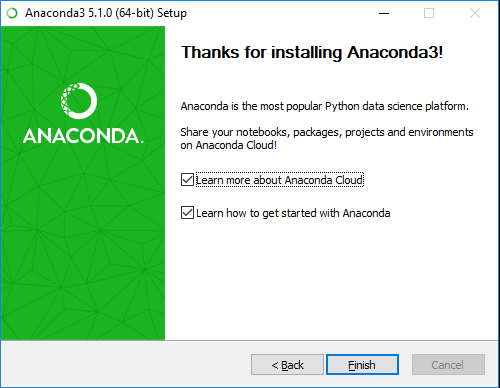 Anaconda3 5.1.0 (64-bit) Setup
Thanks for installing Anaconda3!
ANACONDA.
Anaconda is the most popular Python data science platform.
Share your notebooks, packages, projects and environments
on Anaconda Cloud!
Learn more about Anaconda Cloud
Learn how to get started with Anaconda
< Back
Finish
Cancel